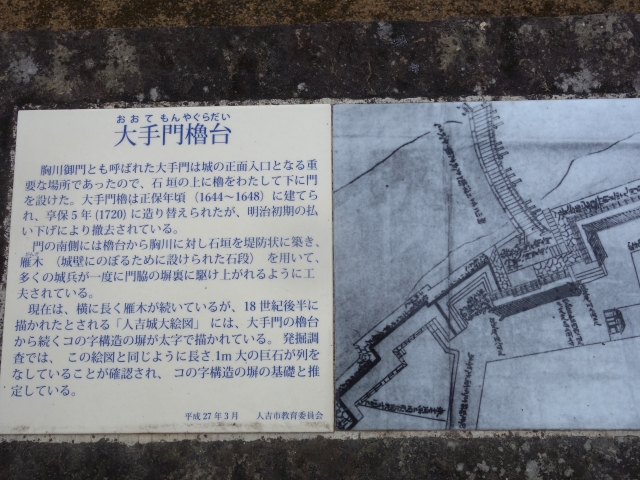 おおて もんやぐらだい
大手門櫓台
胸川御門とも呼ばれた大手門は城の正面入口となる重
要な場所であったので、石垣の上に櫓をわたして下に門
を設けた。大手門櫓は正保年頃（1644～1648）に建てら
れ、享保５年（1720）に造り替えられたが、明治初期の払
い下げにより撤去されている。
門の南側には櫓台から胸川に対し石垣を堤防状に築き、
雁木（城壁にのぼるために設けられた石段）を用いて、
多くの城兵が一度に門脇の塀裏に駆け上がれるように工
夫されている。
現在は、横に長く雁木が続いているが、18世紀後半に
描かれたとされる「人吉城大絵図」には、大手門の櫓台
から続くコの字構造の塀が太字で描かれている。発掘調
査では、この絵図と同じように長さ1m大の巨石が列を
なしていることが確認され、コの字構造の塀の基礎と推
定している。
平成27年3月　人吉市教育委員会